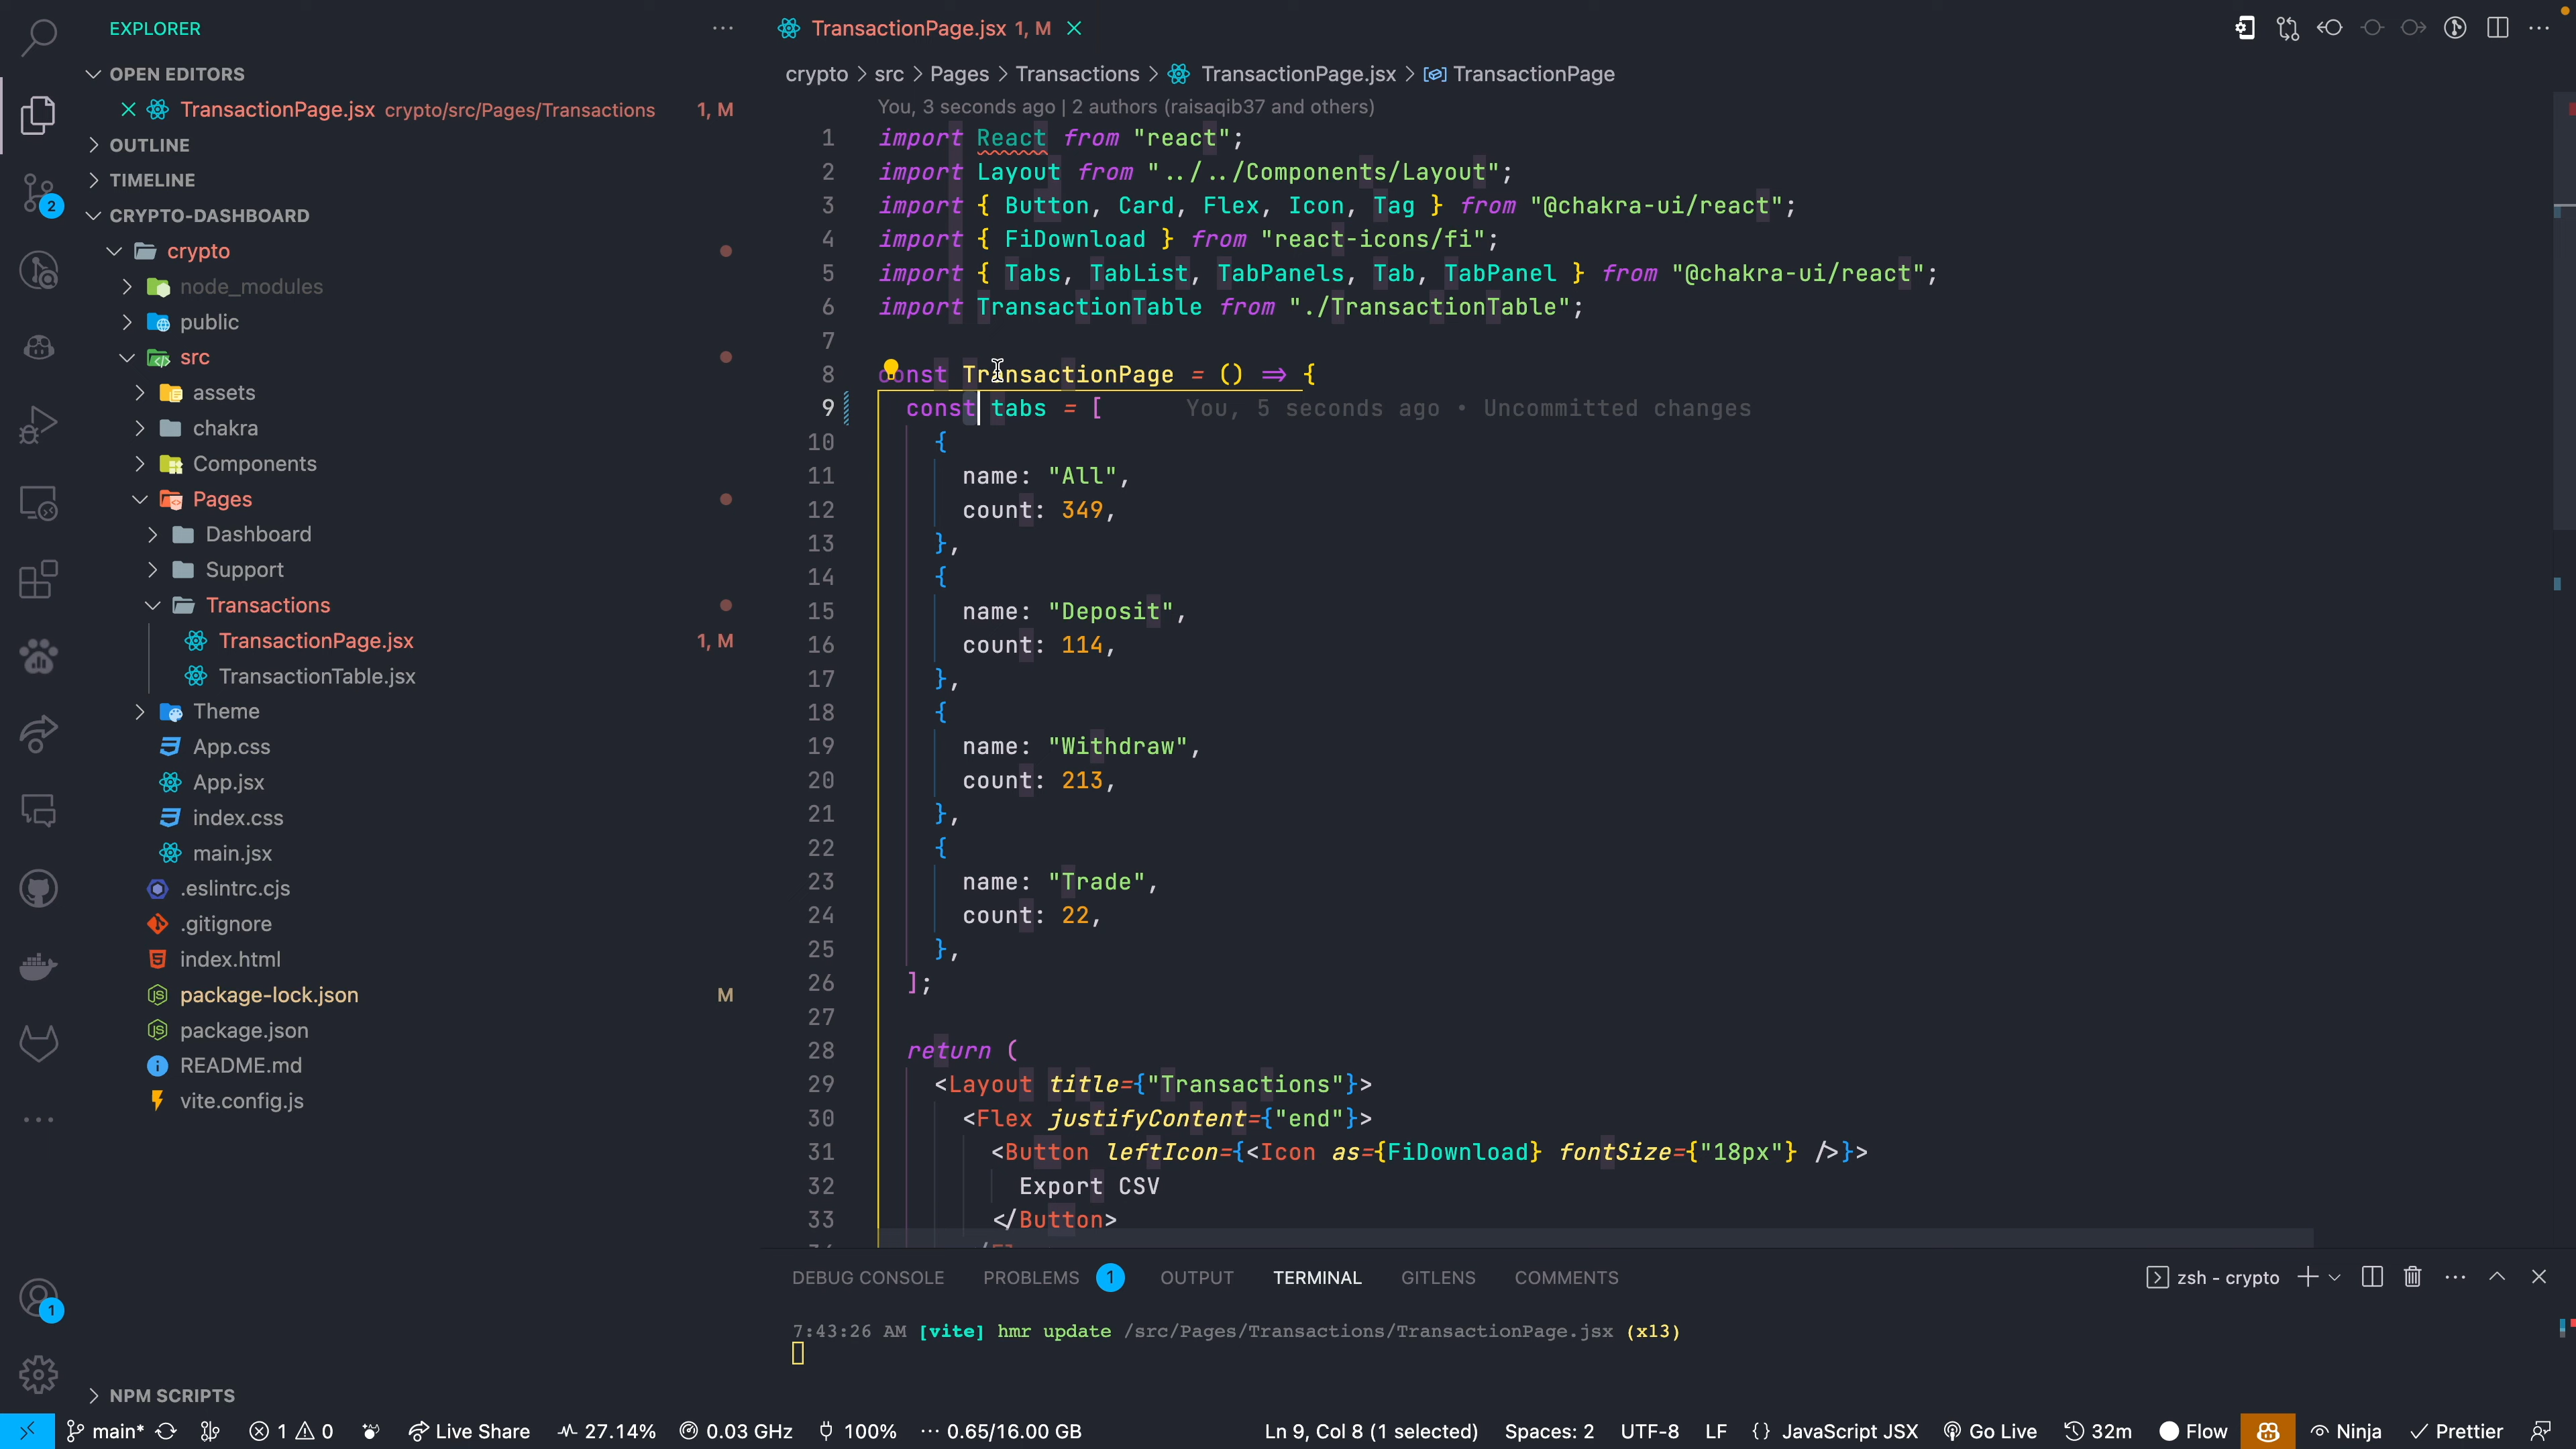 EXPLORER
OPEN EDITORS
TransactionPage.jsx crypto/src/Pages/Transactions 1, M
OUTLINE
TIMELINE
2
CRYPTO-DASHBOARD
crypto
node_modules
public
src
assets
chakra
Components
Pages
Dashboard
Support
Transactions
TransactionPage.jsx 1, M
TransactionTable.jsx
Theme
App.css
App.jsx
index.css
main.jsx
.eslintrc.cjs
.gitignore
index.html
package-lock.json M
package.json
README.md
vite.config.js
1
NPM SCRIPTS
TransactionPage.jsx 1, M
crypto > src > Pages > Transactions > TransactionPage.jsx > TransactionPage
You, 3 seconds ago | 2 authors (raisaqib37 and others)
1 import React from "react";
2 import Layout from "../../Components/Layout";
3 import { Button, Card, Flex, Icon, Tag } from "@chakra-ui/react";
4 import { FiDownload } from "react-icons/fi";
5 import { Tabs, TabList, TabPanels, Tab, TabPanel } from "@chakra-ui/react";
6 import TransactionTable from "./TransactionTable";
7
8 const TransactionPage = () => {
9 const tabs = [ You, 5 seconds ago • Uncommitted changes
10 {
11 name: "All",
12 count: 349,
13 },
14 {
15 name: "Deposit",
16 count: 114,
17 },
18 {
19 name: "Withdraw",
20 count: 213,
21 },
22 {
23 name: "Trade",
24 count: 22,
25 },
26 ];
27
28 return (
29 <Layout title={"Transactions"}>
30 <Flex justifyContent={"end"}>
31 <Button leftIcon={<Icon as={FiDownload} fontSize={"18px"} />}>
32 Export CSV
33 </Button>
DEBUG CONSOLE PROBLEMS 1 OUTPUT TERMINAL GITLENS COMMENTS zsh - crypto
7:43:26 AM [vite] hmr update /src/Pages/Transactions/TransactionPage.jsx (x13)
main* 1 0 Live Share 27.14% 0.03 GHz 100% 0.65/16.00 GB Ln 9, Col 8 (1 selected) Spaces: 2 UTF-8 LF {} JavaScript JSX Go Live 32m Flow Ninja Prettier